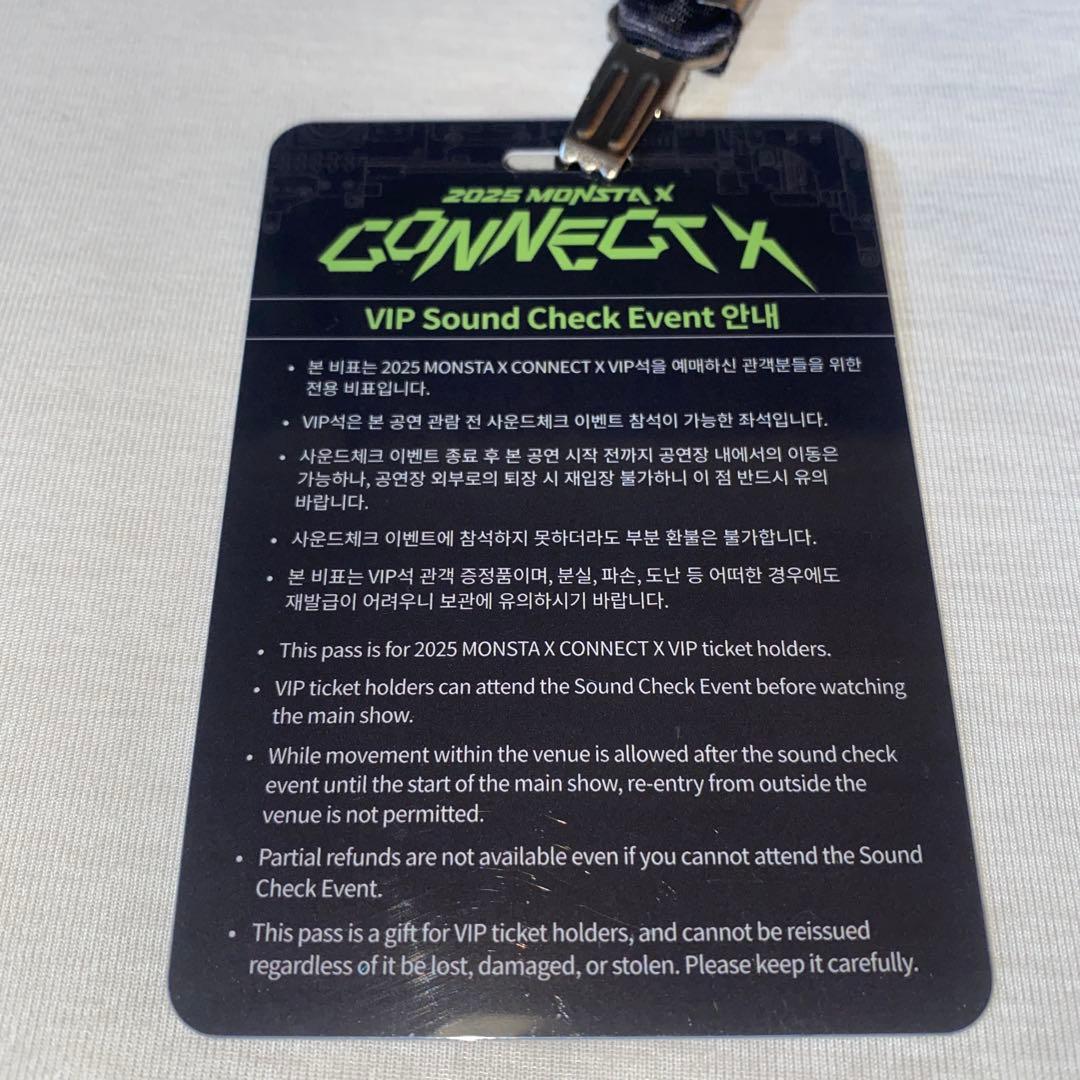 2025 MONSTA X
CONNECT X
VIP Sound Check Event 안내
• 본 비표는 2025 MONSTA X CONNECT X VIP석을 예매하신 관객분들을 위한
전용 비표입니다.
• VIP석은 본 공연 관람 전 사운드체크 이벤트 참석이 가능한 좌석입니다.
• 사운드체크 이벤트 종료 후 본 공연 시작 전까지 공연장 내에서의 이동은
가능하나, 공연장 외부로의 퇴장 시 재입장 불가하니 이 점 반드시 유의
바랍니다.
• 사운드체크 이벤트에 참석하지 못하더라도 부분 환불은 불가합니다.
• 본 비표는 VIP석 관객 증정품이며, 분실, 파손, 도난 등 어떠한 경우에도
재발급이 어려우니 보관에 유의하시기 바랍니다.
• This pass is for 2025 MONSTA X CONNECT X VIP ticket holders.
• VIP ticket holders can attend the Sound Check Event before watching
the main show.
• While movement within the venue is allowed after the sound check
event until the start of the main show, re-entry from outside the
venue is not permitted.
• Partial refunds are not available even if you cannot attend the Sound
Check Event.
• This pass is a gift for VIP ticket holders, and cannot be reissued
regardless of it be lost, damaged, or stolen. Please keep it carefully.